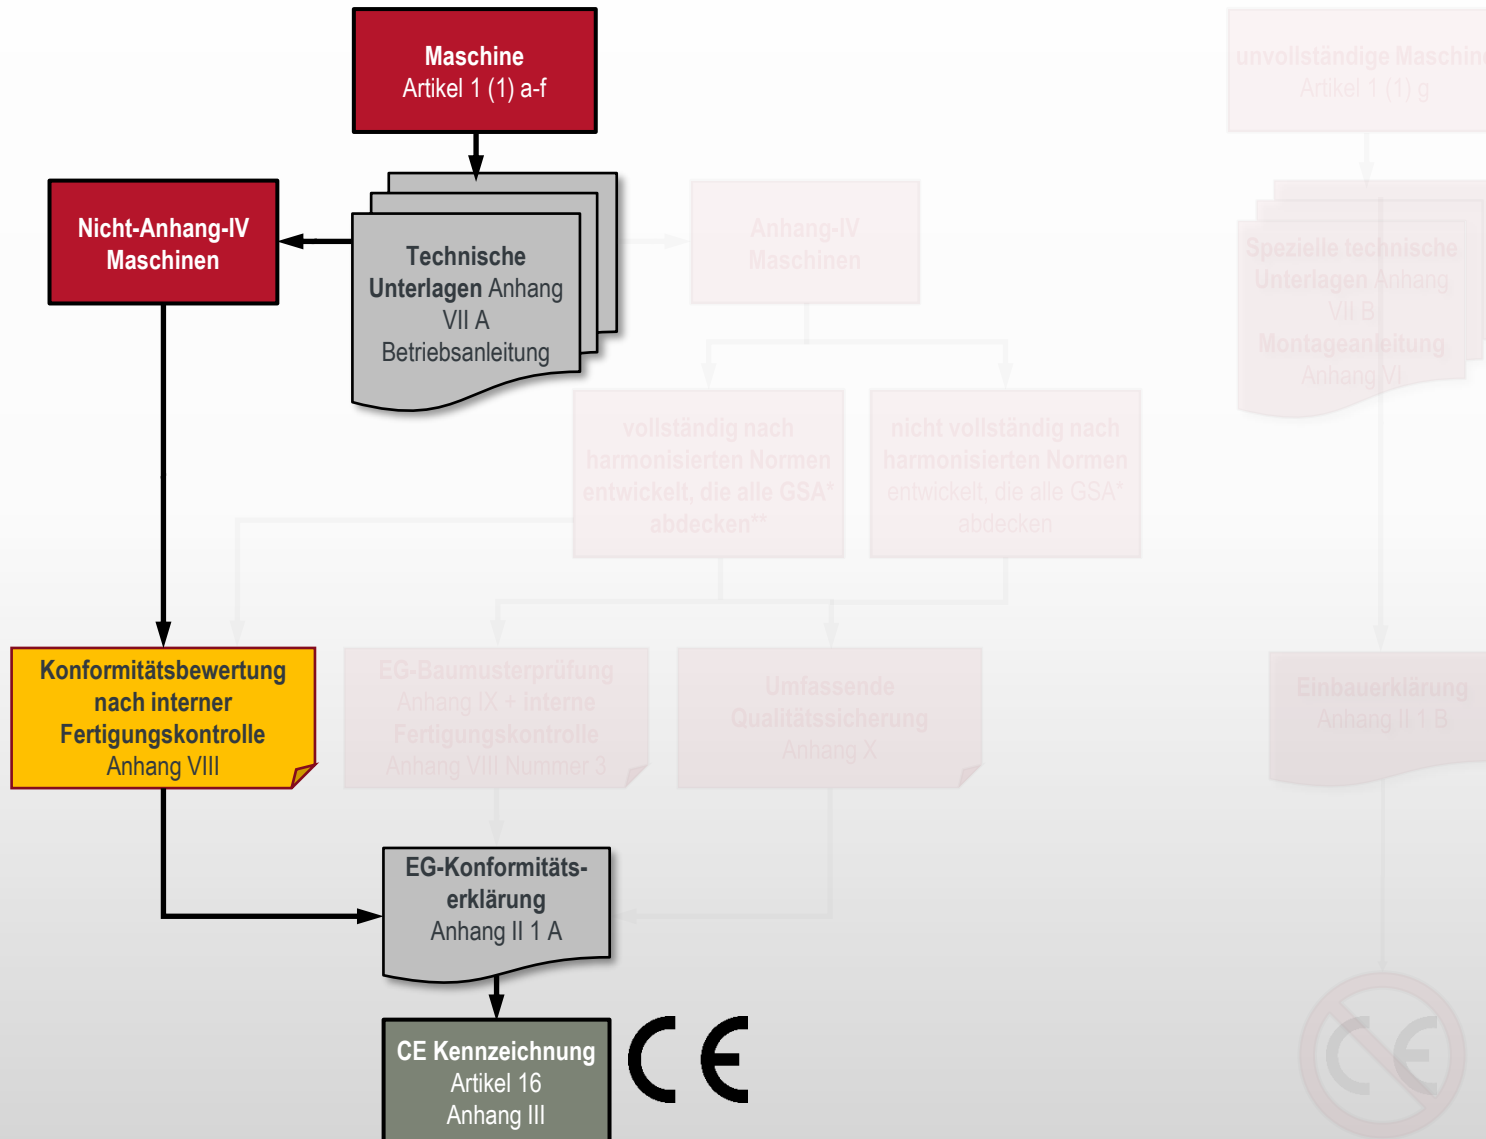 Maschine
Artikel 1 (1) a-f
unvollständige Maschine
Artikel 1 (1) g
Nicht-Anhang-IV
Maschinen
Technische
Unterlagen Anhang
VII A
Betriebsanleitung
Anhang-IV
Maschinen
Spezielle technische
Unterlagen Anhang
VII B
Montageanleitung
Anhang VI
vollständig nach
harmonisierten Normen
entwickelt, die alle GSA*
abdecken**
nicht vollständig nach
harmonisierten Normen
entwickelt, die alle GSA*
abdecken
Konformitätsbewertung
nach interner
Fertigungskontrolle
Anhang VIII
EG-Baumusterprüfung
Anhang IX + interne
Fertigungskontrolle
Anhang VIII Nummer 3
Umfassende
Qualitätssicherung
Anhang X
Einbauerklärung
Anhang II 1 B
EG-Konformitäts-
erklärung
Anhang II 1 A
CE Kennzeichnung
Artikel 16
Anhang III
CE
CE